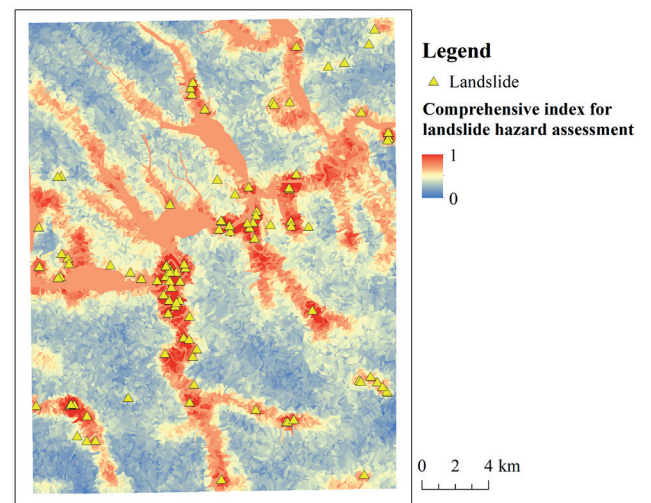 Legend
Landslide
Comprehensive index for
landslide hazard assessment
1
0
0 2 4 km